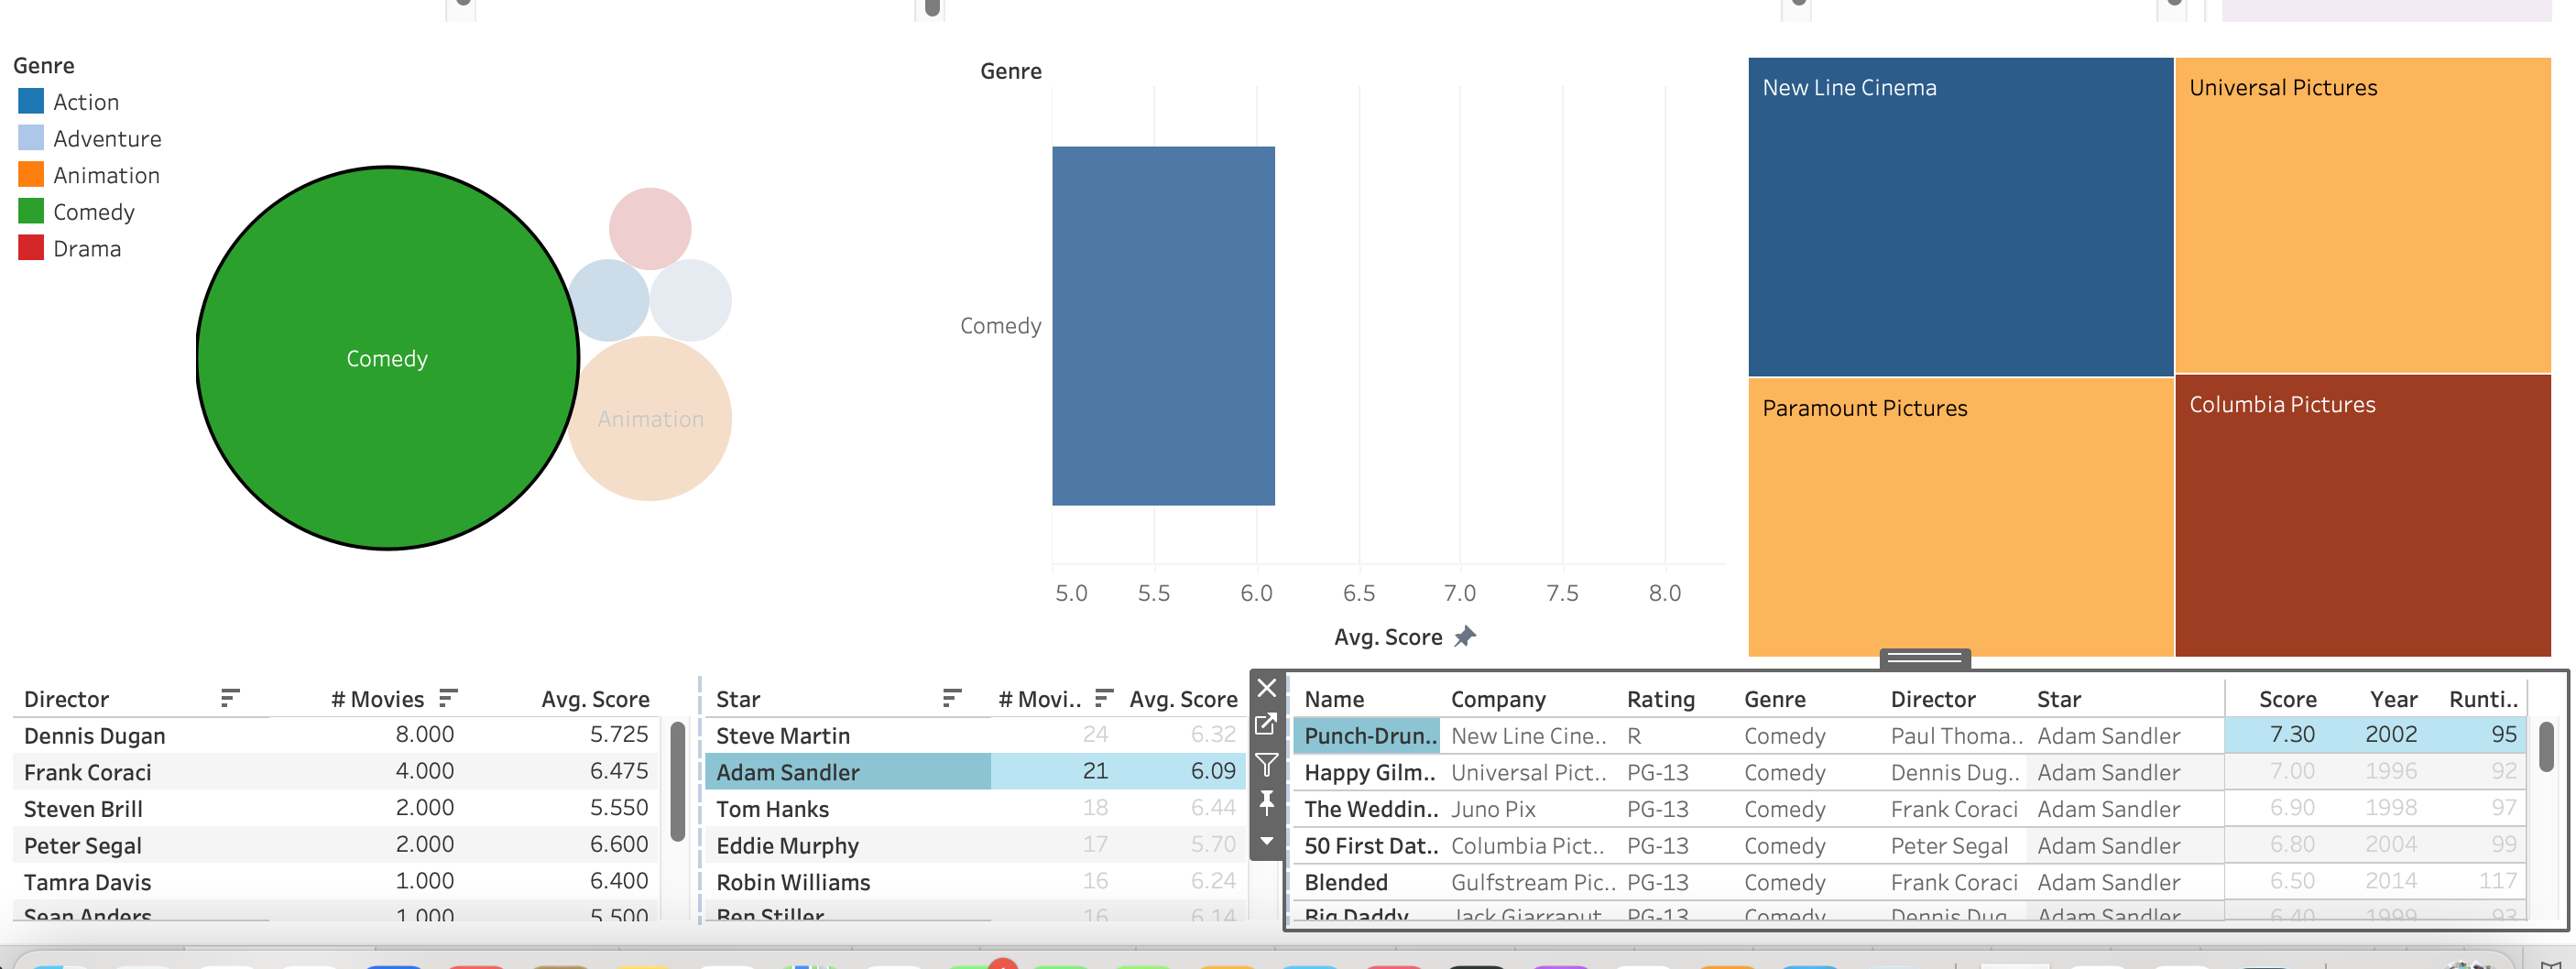 Genre
Action
Adventure
Animation
Comedy
Drama
Comedy
Animation
Genre
Comedy
5.0 5.5 6.0 6.5 7.0 7.5 8.0
Avg. Score
New Line Cinema
Universal Pictures
Paramount Pictures
Columbia Pictures
Director # Movies Avg. Score
Dennis Dugan 8.000 5.725
Frank Coraci 4.000 6.475
Steven Brill 2.000 5.550
Peter Segal 2.000 6.600
Tamra Davis 1.000 6.400
Sean Anders 1.000 5.500
Star # Movi.. Avg. Score
Steve Martin 24 6.32
Adam Sandler 21 6.09
Tom Hanks 18 6.44
Eddie Murphy 17 5.70
Robin Williams 16 6.24
Ben Stiller 16 6.14
Name Company Rating Genre Director Star Score Year Runti..
Punch-Drun.. New Line Cine.. R Comedy Paul Thoma.. Adam Sandler 7.30 2002 95
Happy Gilm.. Universal Pict.. PG-13 Comedy Dennis Dug.. Adam Sandler 7.00 1996 92
The Weddin.. Juno Pix PG-13 Comedy Frank Coraci Adam Sandler 6.90 1998 97
50 First Dat.. Columbia Pict.. PG-13 Comedy Peter Segal Adam Sandler 6.80 2004 99
Blended Gulfstream Pic.. PG-13 Comedy Frank Coraci Adam Sandler 6.50 2014 117
Big Daddy Jack Giarraput.. PG-13 Comedy Dennis Dug.. Adam Sandler 6.40 1999 93